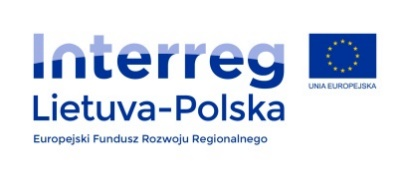 Interreg
UNIA EUROPEJSKA
Lietuva-Polska
Europejski Fundusz Rozwoju Regionalnego